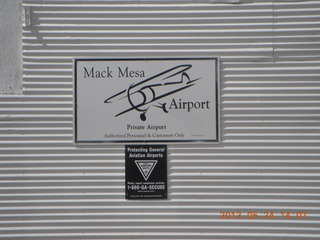 Mack Mesa
Airport
Private Airport
Authorized Personnel & Customers Only
Protecting General
Aviation Airports
1-866-GA-SECURE